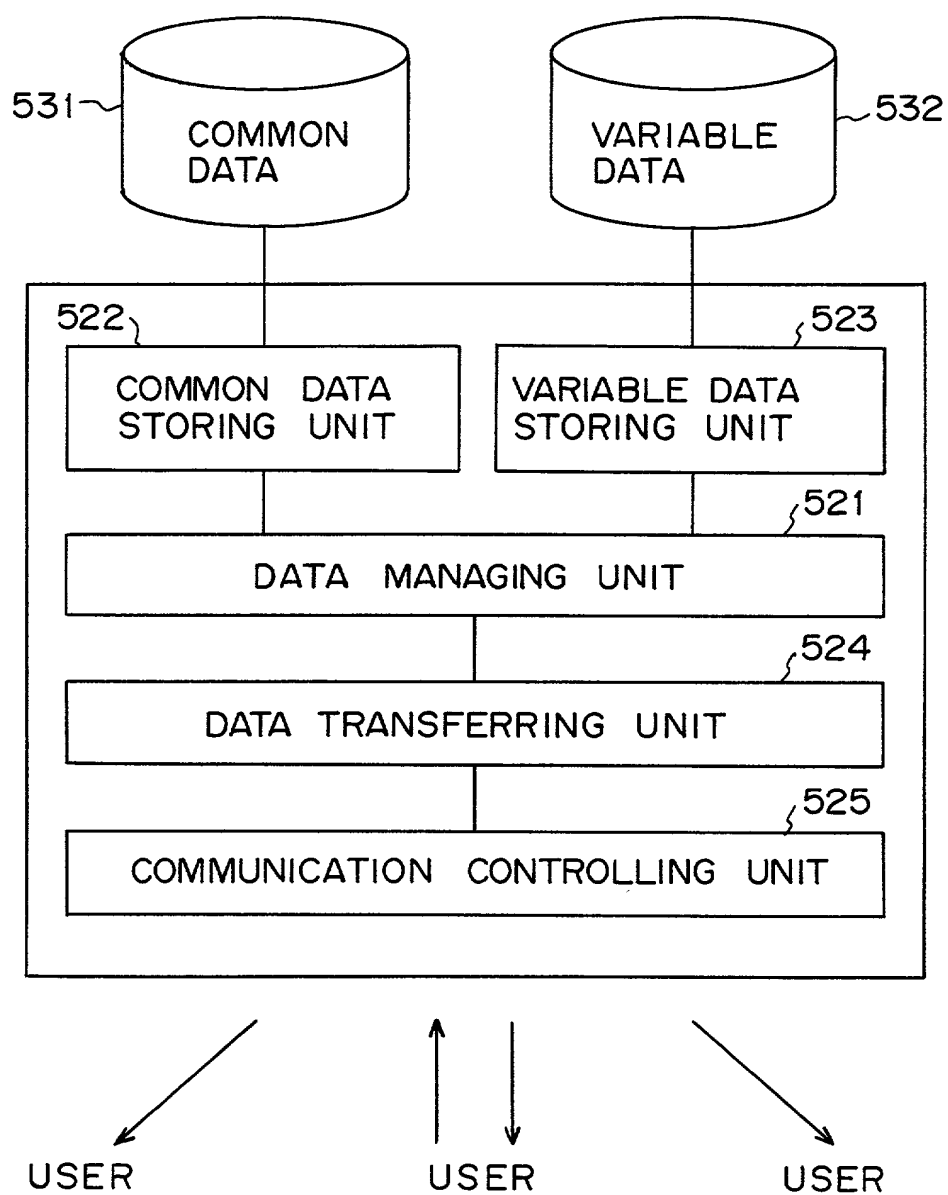 531
COMMON
DATA
VARIABLE
DATA
532
522
523
COMMON DATA
STORING UNIT
VARIABLE DATA
STORING UNIT
521
DATA MANAGING UNIT
524
DATA TRANSFERRING UNIT
525
COMMUNICATION CONTROLLING UNIT
USER
USER
USER